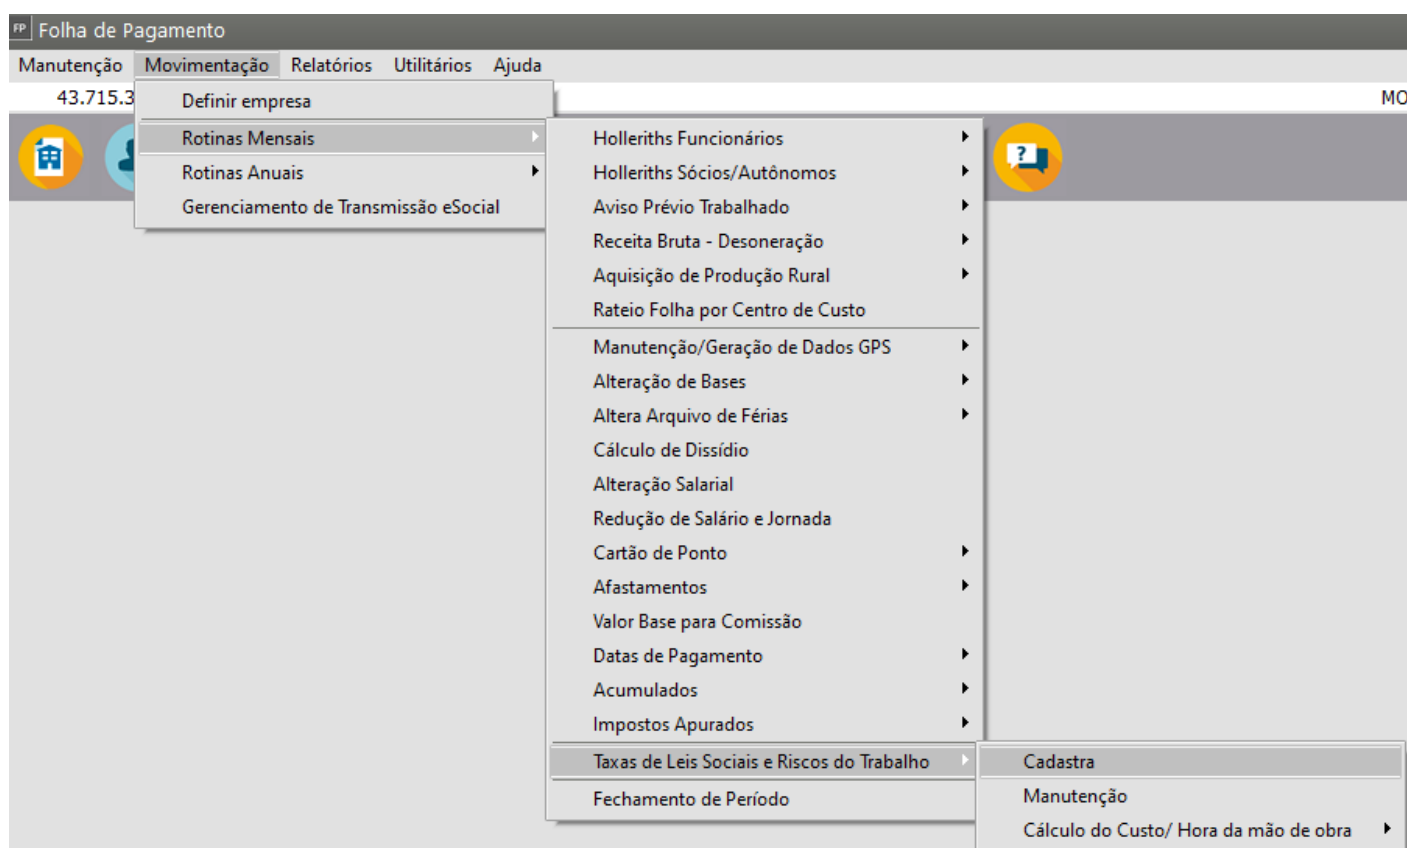 FP Folha de Pagamento
Manutenção Movimentação Relatórios Utilitários Ajuda
43.715.3 MO
Definir empresa
Rotinas Mensais
Rotinas Anuais
Gerenciamento de Transmissão eSocial
Holleriths Funcionários
Holleriths Sócios/Autônomos
Aviso Prévio Trabalhado
Receita Bruta - Desoneração
Aquisição de Produção Rural
Rateio Folha por Centro de Custo
Manutenção/Geração de Dados GPS
Alteração de Bases
Altera Arquivo de Férias
Cálculo de Dissídio
Alteração Salarial
Redução de Salário e Jornada
Cartão de Ponto
Afastamentos
Valor Base para Comissão
Datas de Pagamento
Acumulados
Impostos Apurados
Taxas de Leis Sociais e Riscos do Trabalho
Fechamento de Período
Cadastra
Manutenção
Cálculo do Custo/ Hora da mão de obra
?